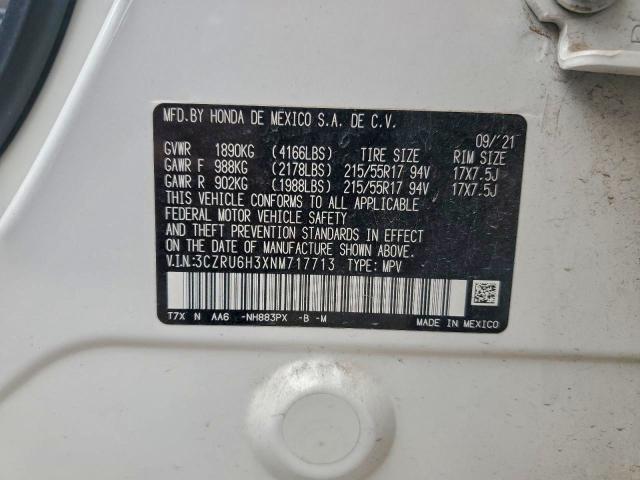 MFD.BY HONDA DE MEXICO S.A. DE C.V.
09/'21
GVWR 1890KG (4166LBS) TIRE SIZE RIM SIZE
GAWR F 988KG (2178LBS) 215/55R17 94V 17X7.5J
GAWR R 902KG (1988LBS) 215/55R17 94V 17X7.5J
THIS VEHICLE CONFORMS TO ALL APPLICABLE
FEDERAL MOTOR VEHICLE SAFETY
AND THEFT PREVENTION STANDARDS IN EFFECT
ON THE DATE OF MANUFACTURE SHOWN ABOVE.
V.I.N:3CZRU6H3XNM717713 TYPE: MPV
T7X N AA6 -NH883PX -B -M MADE IN MEXICO